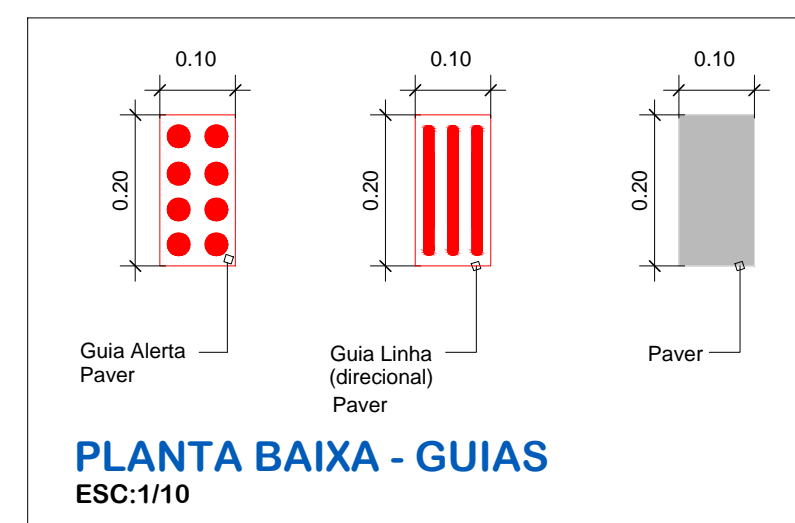 0.10
0.10
0.10
0.20
0.20
0.20
Guia Alerta
Paver
Guia Linha
(direcional)
Paver
Paver
PLANTA BAIXA - GUIAS
ESC:1/10